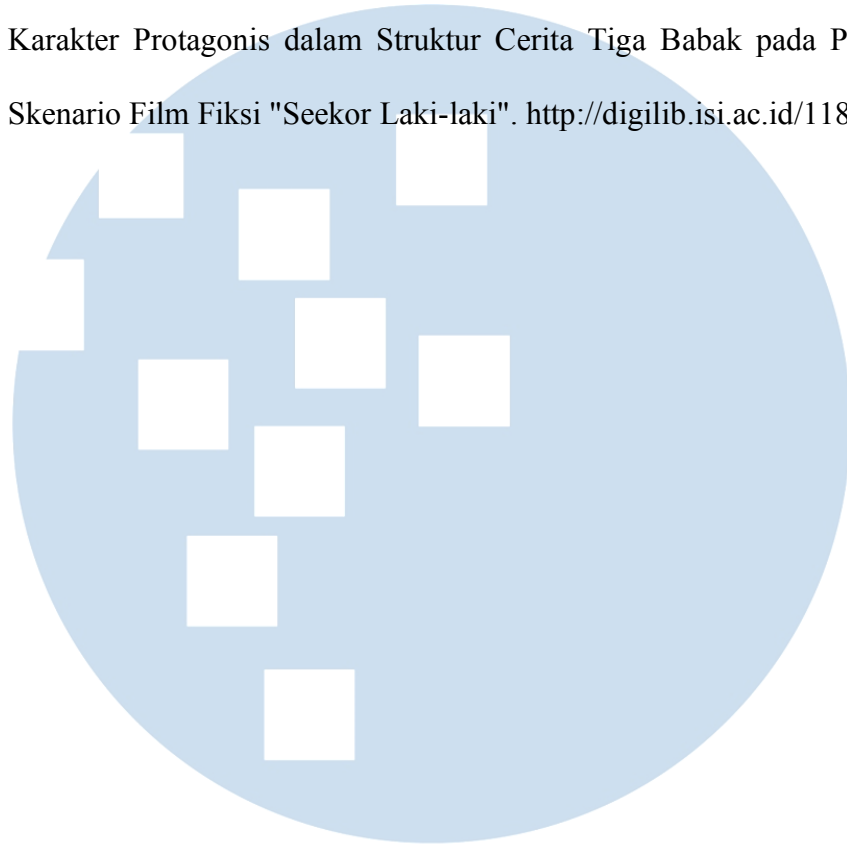 Karakter Protagonis dalam Struktur Cerita Tiga Babak pada P
Skenario Film Fiksi "Seekor Laki-laki". http://digilib.isi.ac.id/118